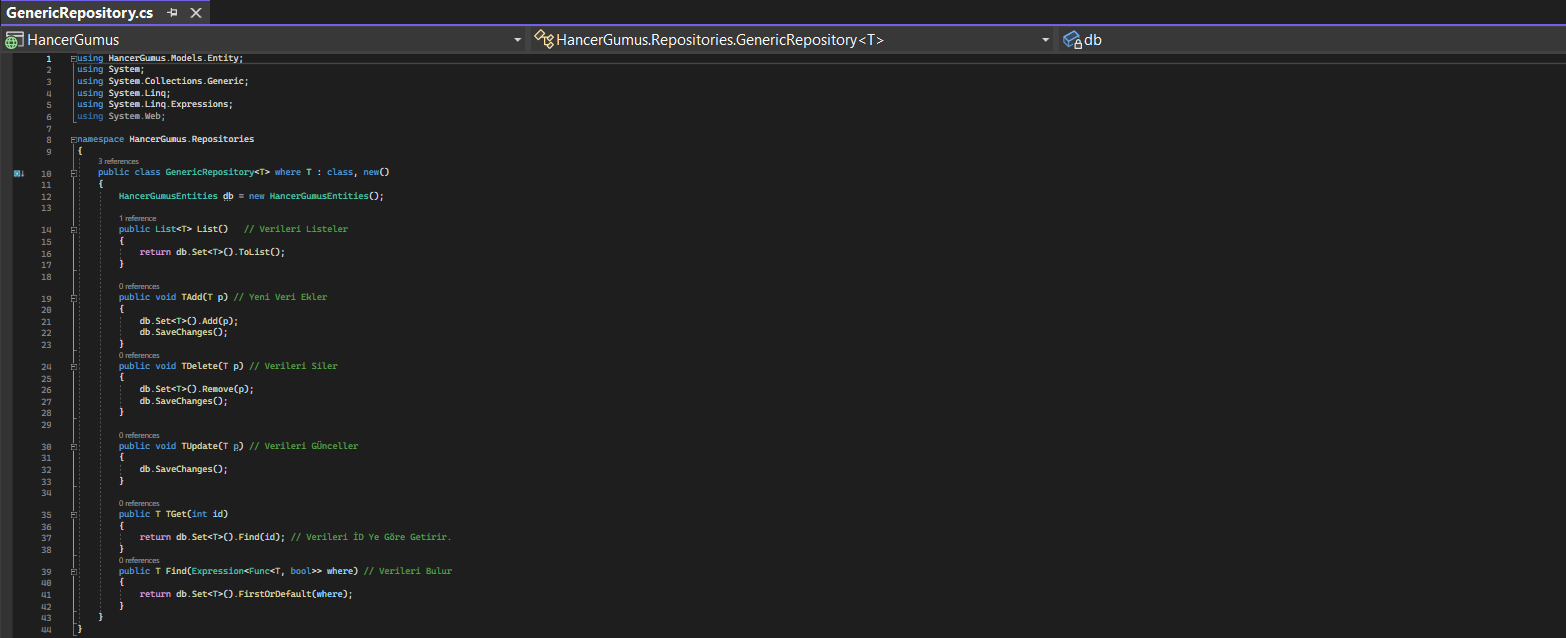 GenericRepository.cs
HancerGumus HancerGumus.Repositories.GenericRepository<T> db
1 using HancerGumus.Models.Entity;
2 using System;
3 using System.Collections.Generic;
4 using System.Linq;
5 using System.Linq.Expressions;
6 using System.Web;
7
8 namespace HancerGumus.Repositories
9 {
3 references
10 public class GenericRepository<T> where T : class, new()
11 {
12 HancerGumusEntities db = new HancerGumusEntities();
13
1 reference
14 public List<T> List() // Verileri Listeler
15 {
16 return db.Set<T>().ToList();
17 }
18
0 references
19 public void TAdd(T p) // Yeni Veri Ekler
20 {
21 db.Set<T>().Add(p);
22 db.SaveChanges();
23 }
0 references
24 public void TDelete(T p) // Verileri Siler
25 {
26 db.Set<T>().Remove(p);
27 db.SaveChanges();
28 }
29
0 references
30 public void TUpdate(T p) // Verileri GÜnceller
31 {
32 db.SaveChanges();
33 }
34
0 references
35 public T TGet(int id)
36 {
37 return db.Set<T>().Find(id); // Verileri İD Ye Göre Getirir.
38 }
0 references
39 public T Find(Expression<Func<T, bool>> where) // Verileri Bulur
40 {
41 return db.Set<T>().FirstOrDefault(where);
42 }
43 }
44 }